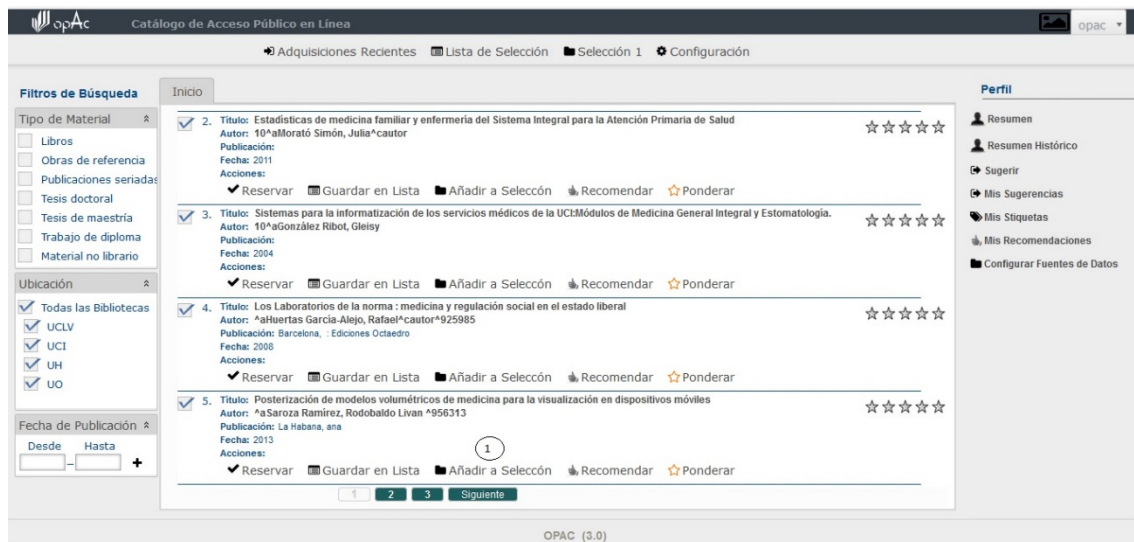 opAc Catálogo de Acceso Público en Línea opac
Adquisiciones Recientes Lista de Selección Selección 1 Configuración
Filtros de Búsqueda
Tipo de Material
Libros
Obras de referencia
Publicaciones seriadas
Tesis doctoral
Tesis de maestría
Trabajo de diploma
Material no librario
Ubicación
Todas las Bibliotecas
UCLV
UCI
UH
UO
Fecha de Publicación
Desde Hasta
– +
Inicio
2. Título: Estadísticas de medicina familiar y enfermería del Sistema Integral para la Atención Primaria de Salud
Autor: 10^aMorató Simón, Julia^cautor
Publicación:
Fecha: 2011
Acciones:
Reservar Guardar en Lista Añadir a Seleccón Recomendar Ponderar
3. Título: Sistemas para la informatización de los servicios médicos de la UCI:Módulos de Medicina General Integral y Estomatología.
Autor: 10^aGonzález Ribot, Gleisy
Publicación:
Fecha: 2004
Acciones:
Reservar Guardar en Lista Añadir a Seleccón Recomendar Ponderar
4. Título: Los Laboratorios de la norma : medicina y regulación social en el estado liberal
Autor: ^aHuertas García-Alejo, Rafael^cautor^925985
Publicación: Barcelona, : Ediciones Octaedro
Fecha: 2008
Acciones:
Reservar Guardar en Lista Añadir a Seleccón Recomendar Ponderar
5. Título: Posterización de modelos volumétricos de medicina para la visualización en dispositivos móviles
Autor: ^aSaroza Ramírez, Rodobaldo Livan ^956313
Publicación: La Habana, ana
Fecha: 2013
Acciones:
1
Reservar Guardar en Lista Añadir a Seleccón Recomendar Ponderar
1 2 3 Siguiente
Perfil
Resumen
Resumen Histórico
Sugerir
Mis Sugerencias
Mis Stiquetas
Mis Recomendaciones
Configurar Fuentes de Datos
OPAC (3.0)